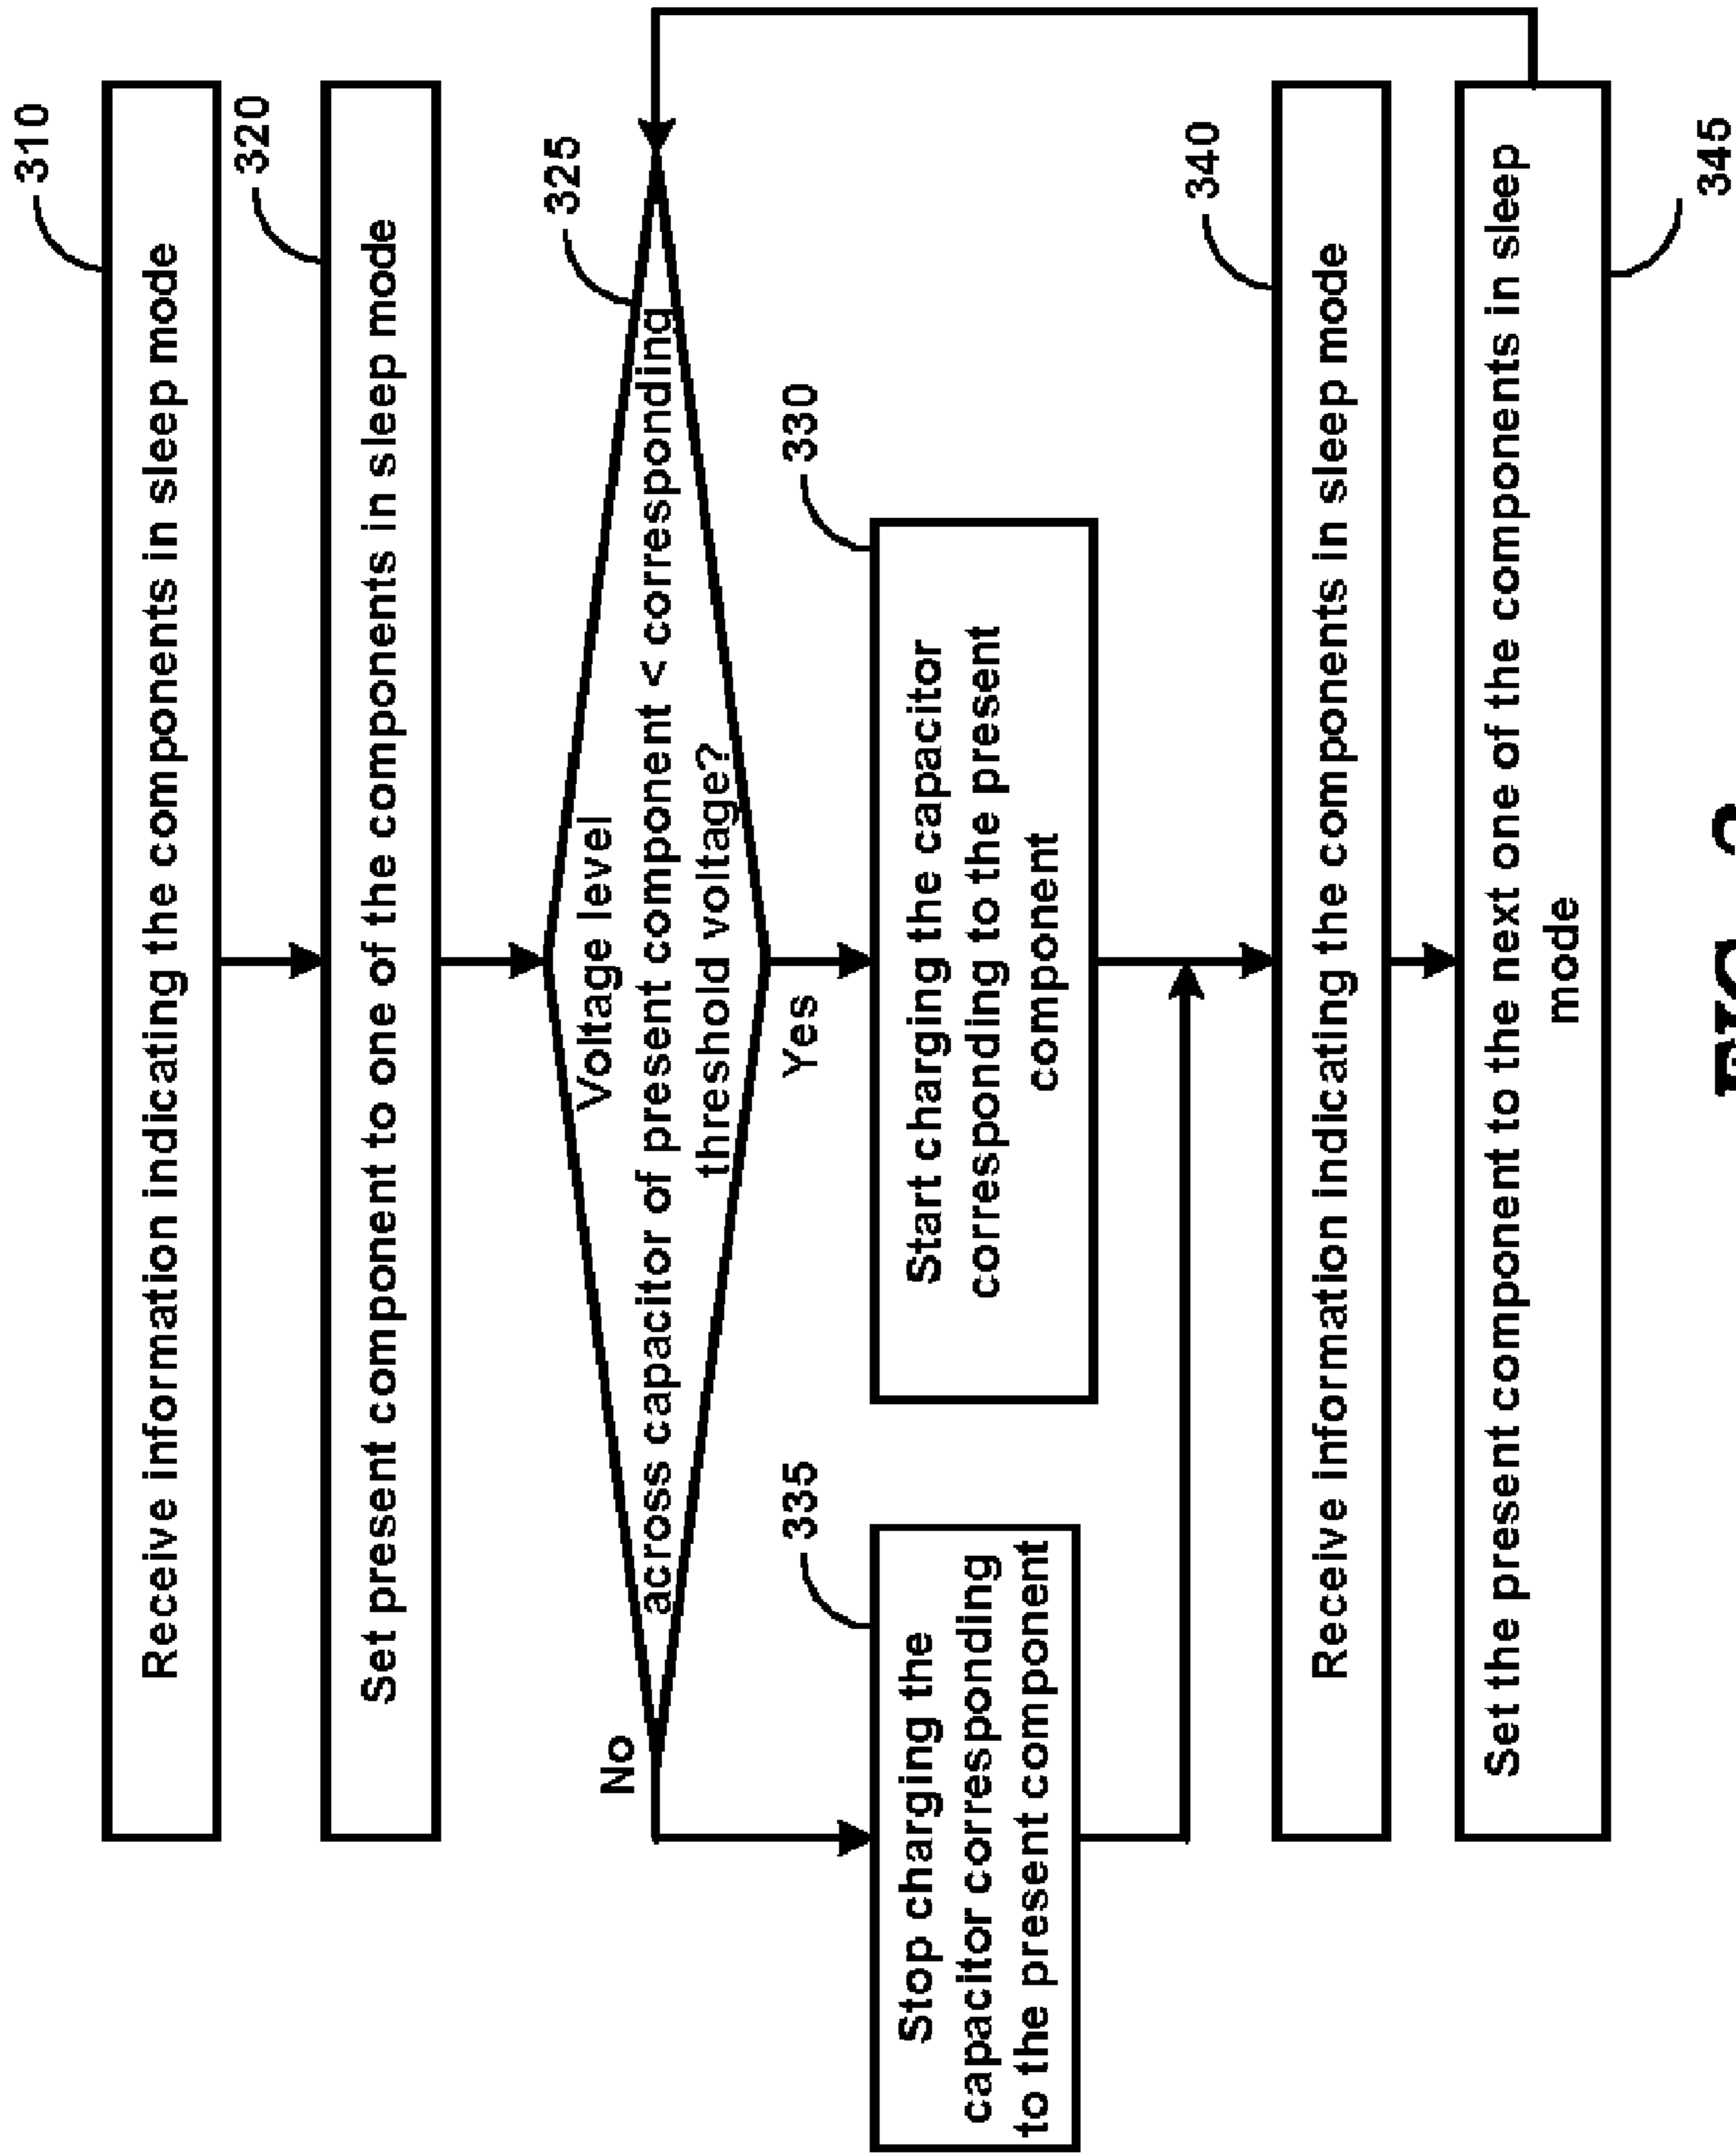 310
Receive information indicating the components in sleep mode
320
Set present component to one of the components in sleep mode
325
Voltage level
across capacitor of present component < corresponding
threshold voltage?
No
Yes
335
Stop charging the
capacitor corresponding
to the present component
330
Start charging the capacitor
corresponding to the present
component
340
Receive information indicating the components in sleep mode
Set the present component to the next one of the components in sleep
mode
345